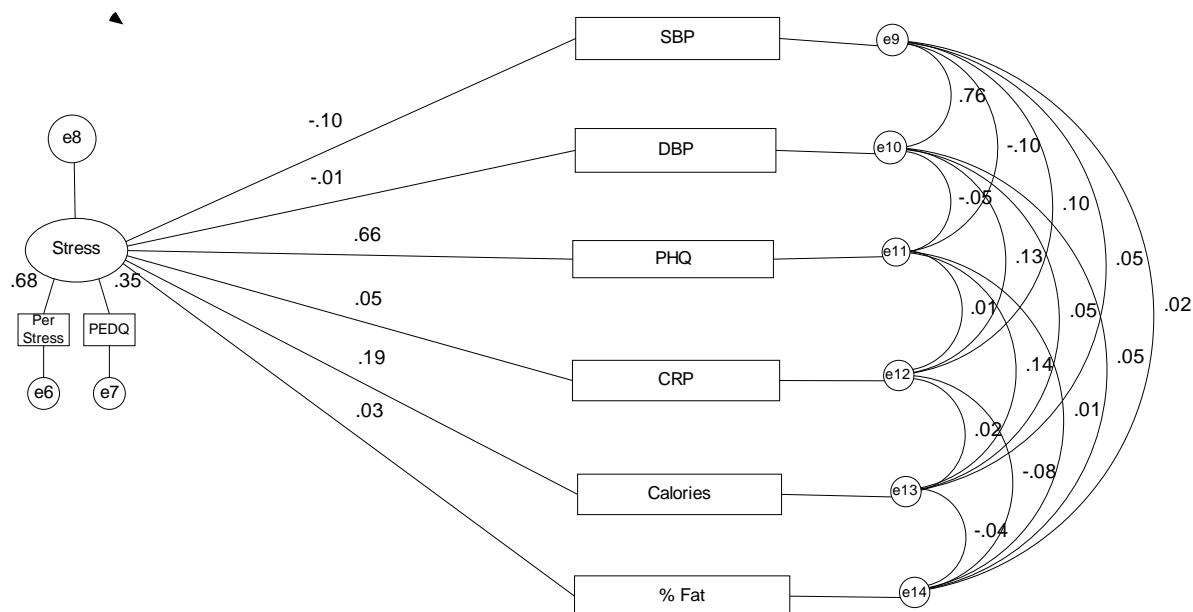 SBP
e9
.76
-.10
e8
DBP
e10
-.10
-.01
-.05
.10
Stress
.66
PHQ
e11
.13
.05
.68
.35
.05
.01
.05
.02
Per
Stress
PEDQ
.19
CRP
e12
.14
.05
e6
e7
.03
.02
.01
-.08
Calories
e13
-.04
% Fat
e14